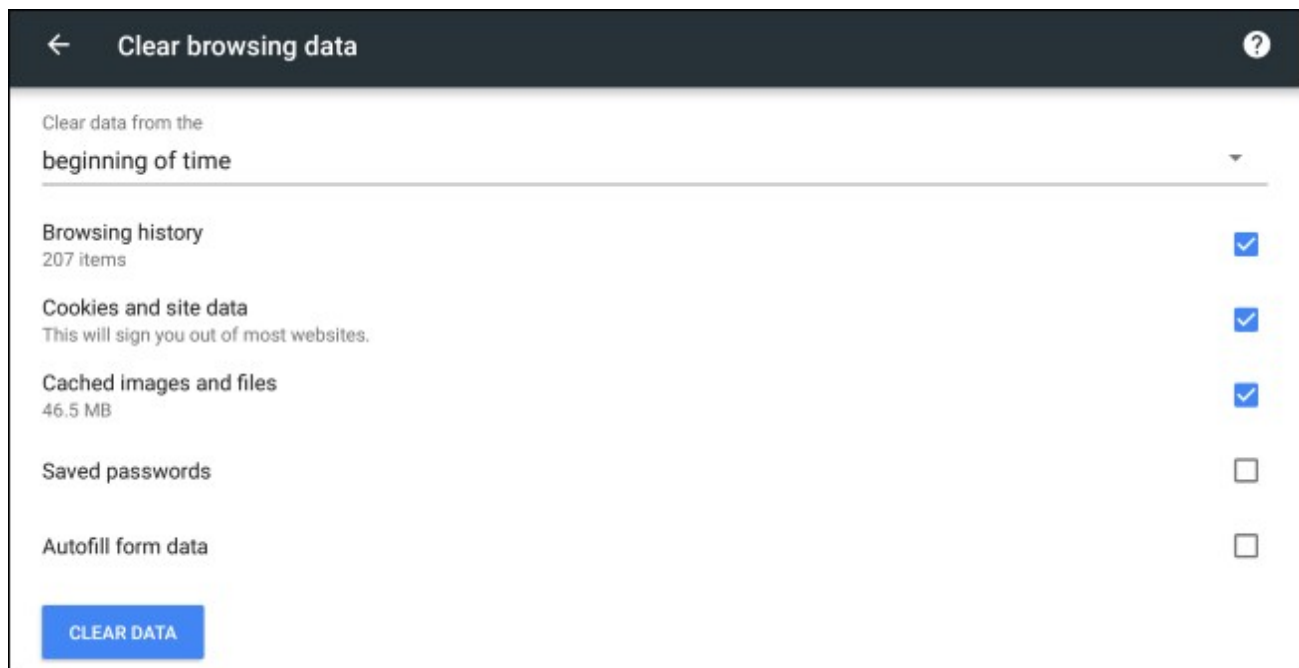 Clear browsing data
Clear data from the
beginning of time
Browsing history
207 items
Cookies and site data
This will sign you out of most websites.
Cached images and files
46.5 MB
Saved passwords
Autofill form data
CLEAR DATA